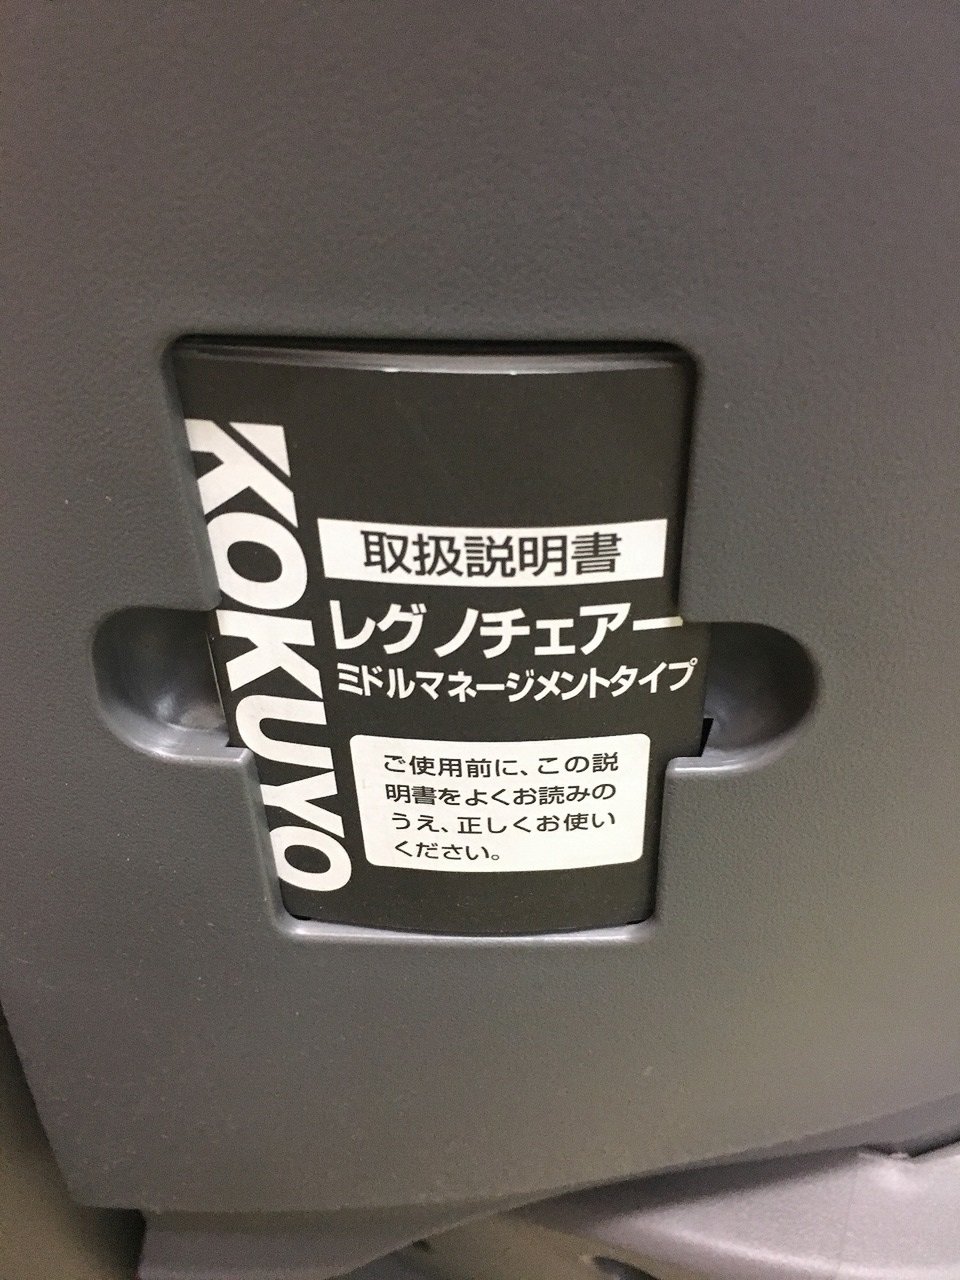 KOKUYO
取扱説明書
レグノチェアー
ミドルマネージメントタイプ
ご使用前に、この説
明書をよくお読みの
うえ、正しくお使い
ください。